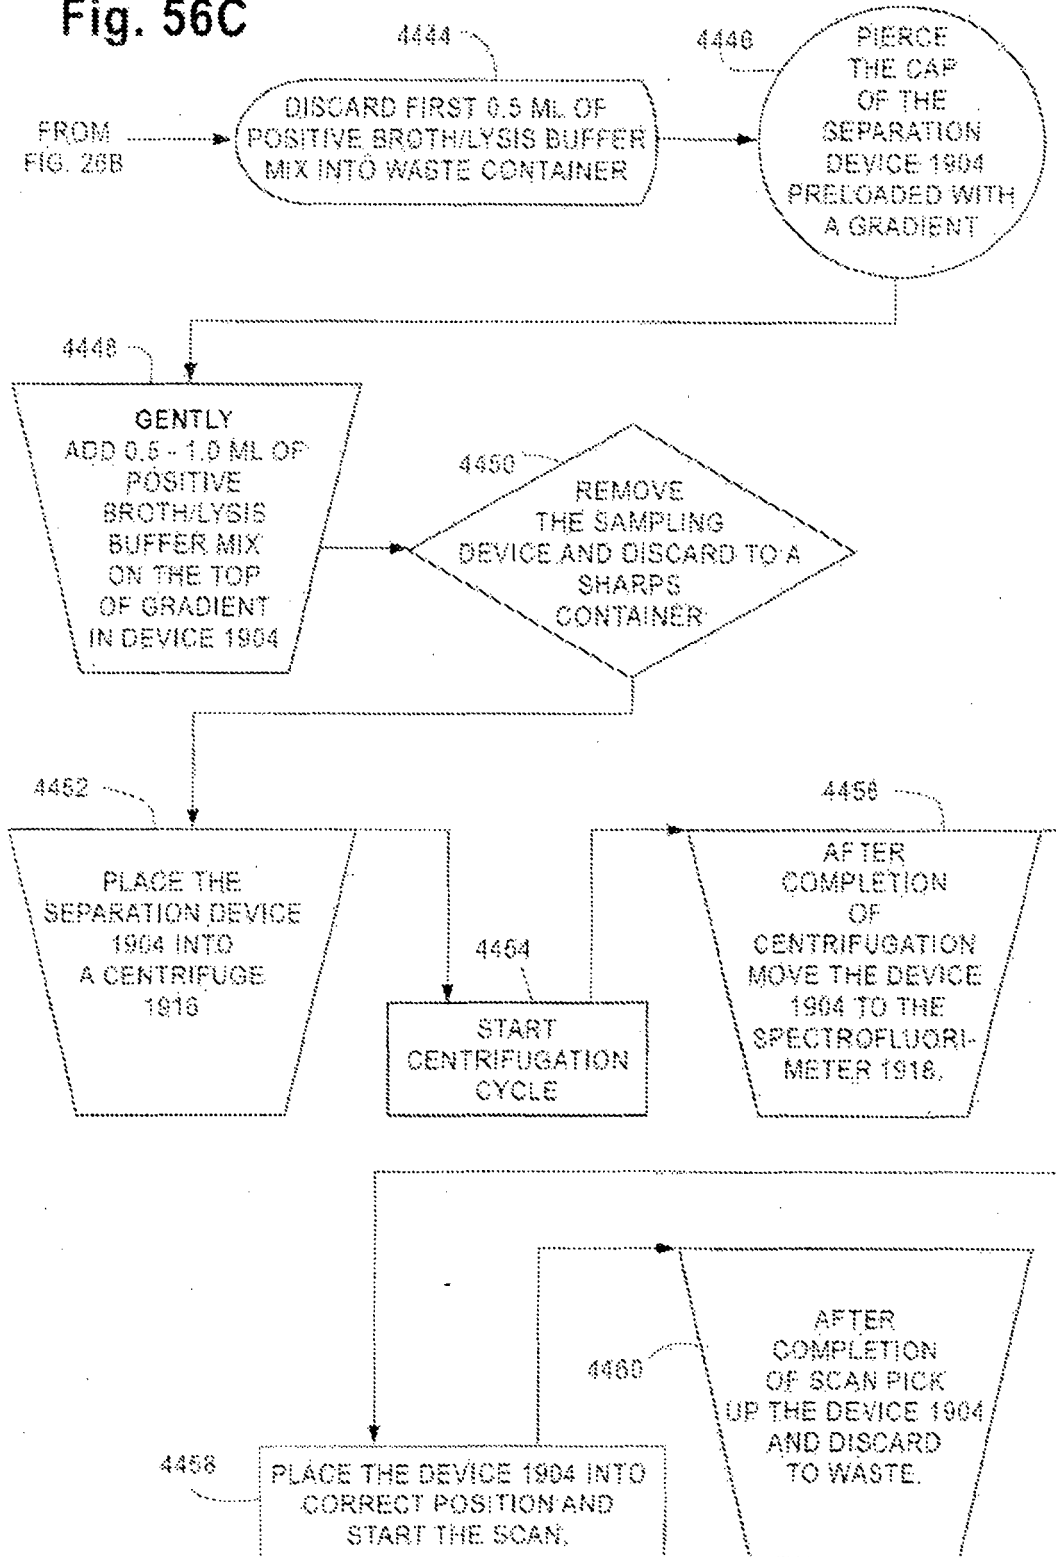 Fig. 56C
4444
4446
FROM
FIG. 26B
DISCARD FIRST 0.5 ML OF
POSITIVE BROTH/LYSIS BUFFER
MIX INTO WASTE CONTAINER
PIERCE
THE CAP
OF THE
SEPARATION
DEVICE 1904
PRELOADED WITH
A GRADIENT
4448
GENTLY
ADD 0.5 - 1.0 ML OF
POSITIVE
BROTH/LYSIS
BUFFER MIX
ON THE TOP
OF GRADIENT
IN DEVICE 1904
4450
REMOVE
THE SAMPLING
DEVICE AND DISCARD TO A
SHARPS
CONTAINER
4452
PLACE THE
SEPARATION DEVICE
1904 INTO
A CENTRIFUGE
1916
4454
START
CENTRIFUGATION
CYCLE
4456
AFTER
COMPLETION
OF
CENTRIFUGATION
MOVE THE DEVICE
1904 TO THE
SPECTROFLUORI-
METER 1918.
4458
PLACE THE DEVICE 1904 INTO
CORRECT POSITION AND
START THE SCAN.
4460
AFTER
COMPLETION
OF SCAN PICK
UP THE DEVICE 1904
AND DISCARD
TO WASTE.